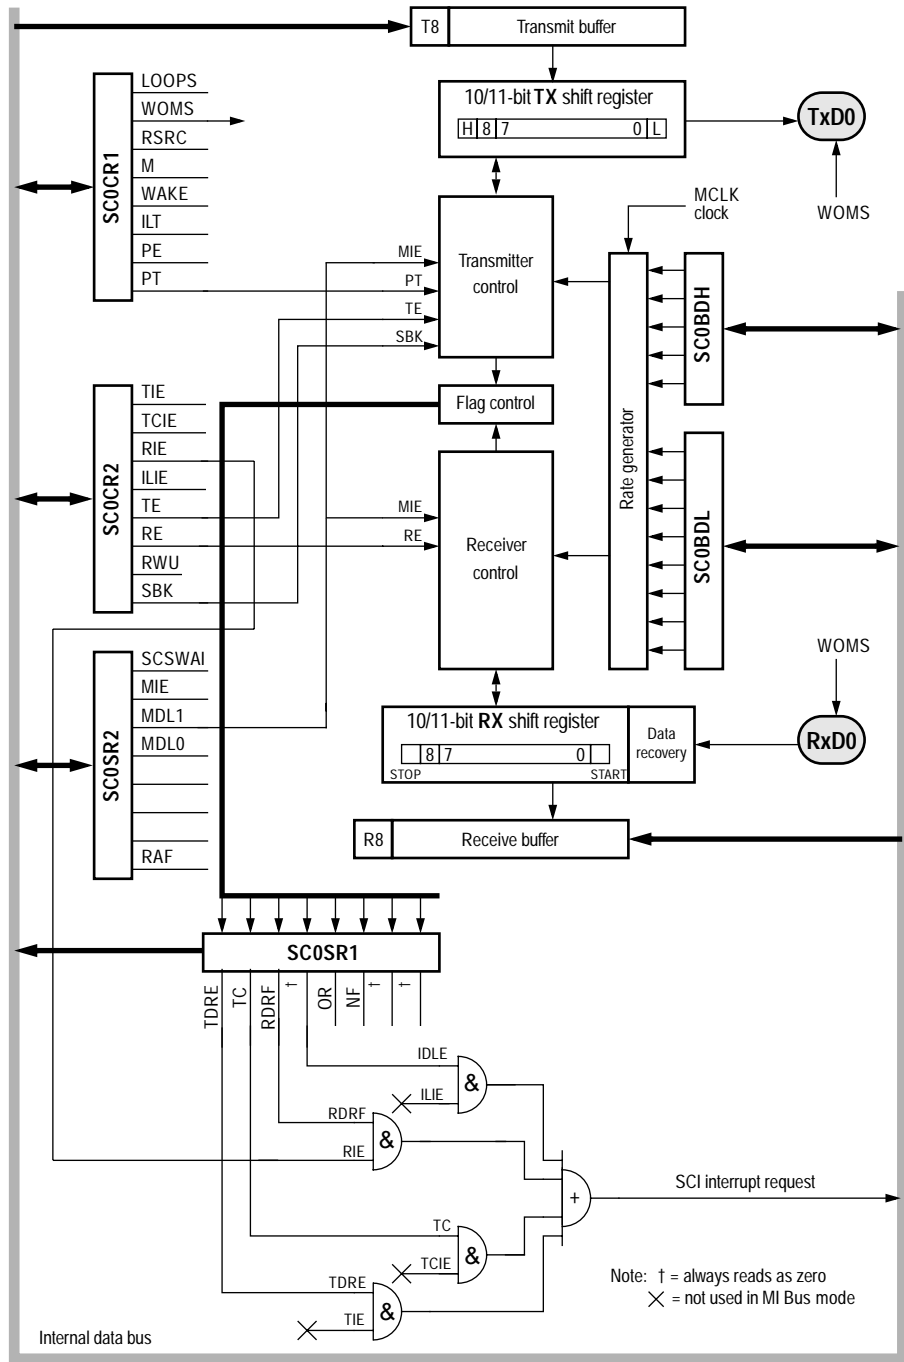 T8 Transmit buffer
10/11-bit TX shift register
H 8 7 0 L
TxD0
WOMS
MCLK
clock
SC0CR1
LOOPS
WOMS
RSRC
M
WAKE
ILT
PE
PT
MIE
PT
TE
SBK
Transmitter
control
Rate generator
SC0BDH
SC0BDL
Flag control
SC0CR2
TIE
TCIE
RIE
ILIE
TE
RE
RWU
SBK
MIE
RE
Receiver
control
SC0SR2
SCSWAI
MIE
MDL1
MDL0
RAF
10/11-bit RX shift register
8 7 0
STOP START
Data
recovery
WOMS
RxD0
R8 Receive buffer
SC0SR1
TDRE
TC
RDRF
†
OR
NF
†
†
IDLE
ILIE
&
RDRF
RIE
&
TC
TCIE
&
TDRE
TIE
&
+
SCI interrupt request
Note: † = always reads as zero
= not used in MI Bus mode
Internal data bus